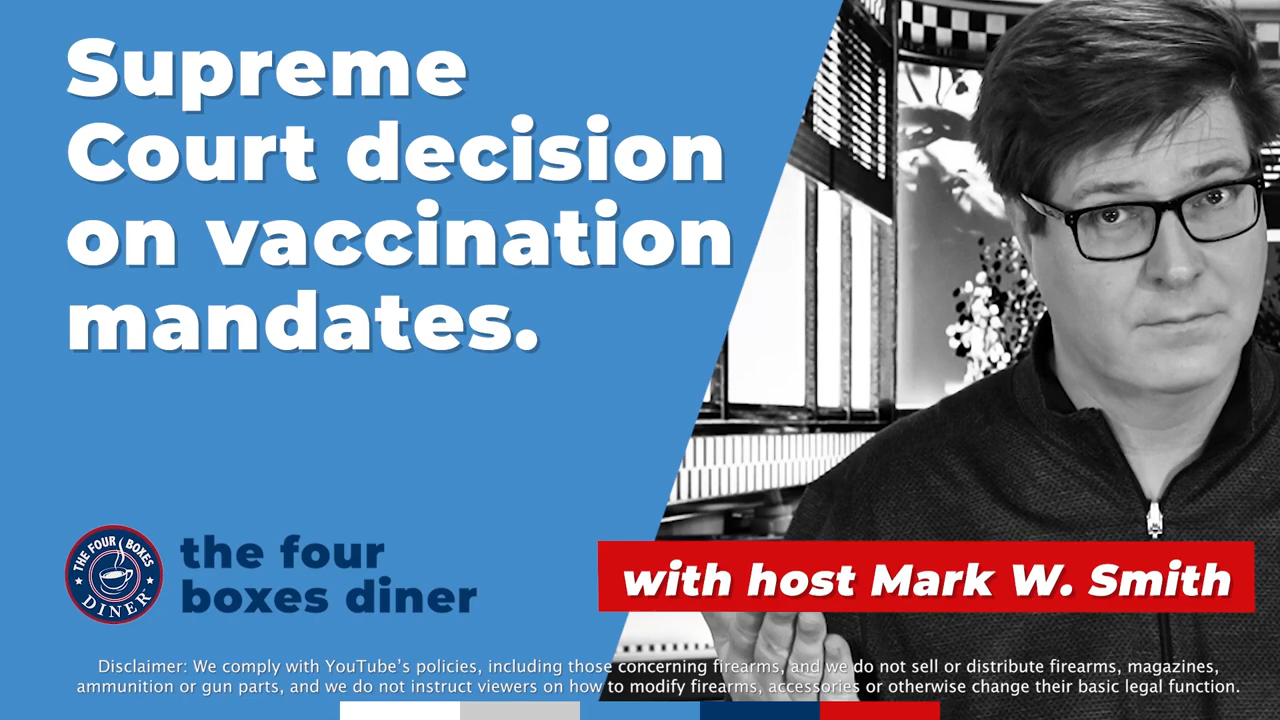 Supreme
Court decision
on vaccination
mandates.
THE FOUR BOXES
DINER
the four
boxes diner
with host Mark W. Smith
Disclaimer: We comply with YouTube’s policies, including those concerning firearms, and we do not sell or distribute firearms, magazines,
ammunition or gun parts, and we do not instruct viewers on how to modify firearms, accessories or otherwise change their basic legal function.